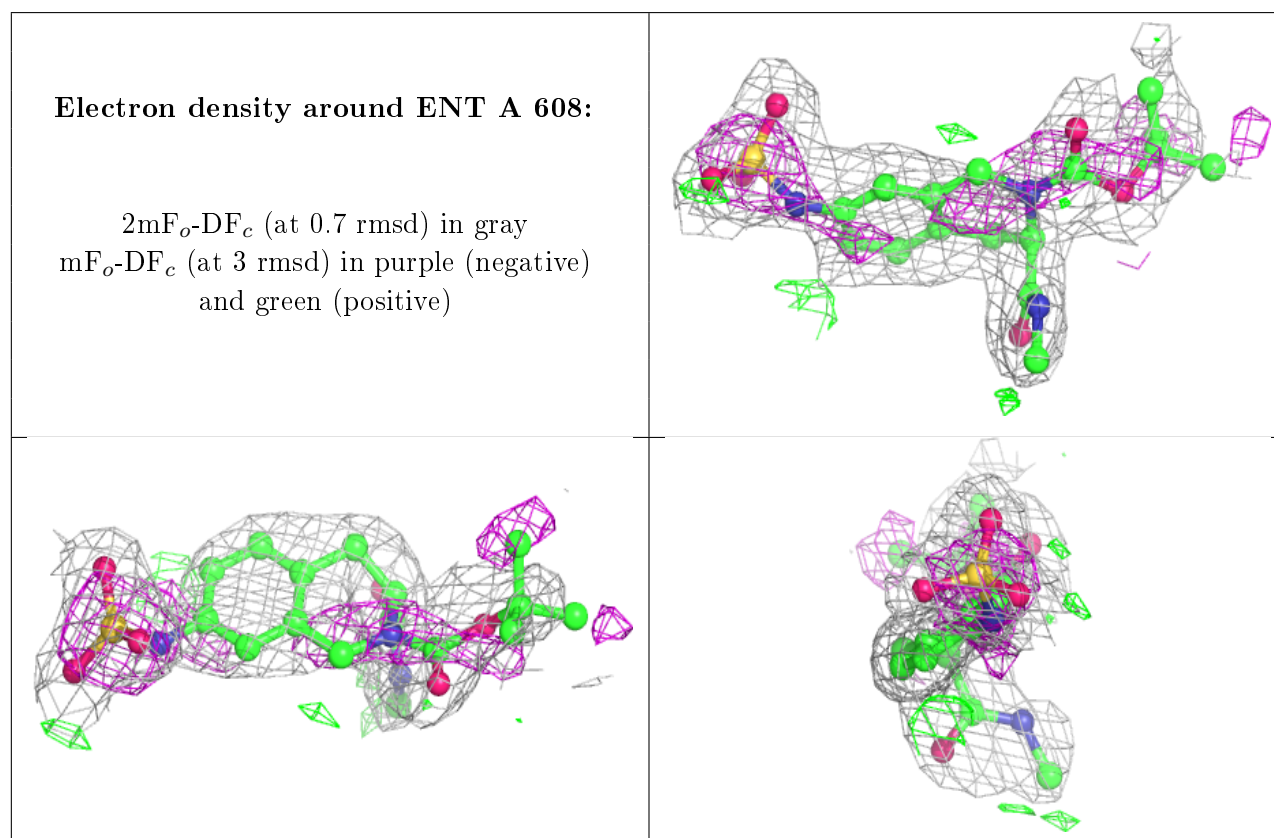 Electron density around ENT A 608:
2mFo-DFc (at 0.7 rmsd) in gray
mFo-DFc (at 3 rmsd) in purple (negative)
and green (positive)